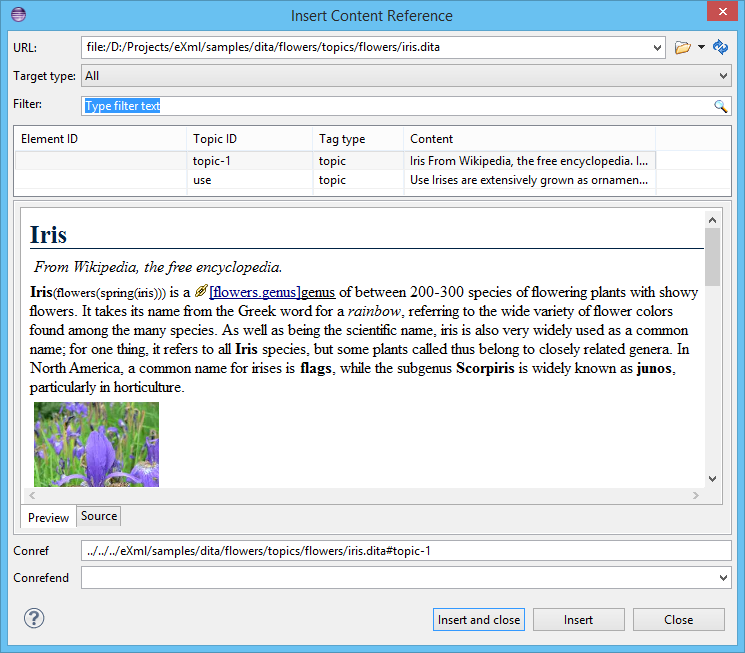 Insert Content Reference
URL: file:/D:/Projects/eXml/samples/dita/flowers/topics/flowers/iris.dita
Target type: All
Filter: Type filter text
Element ID Topic ID Tag type Content
topic-1 topic Iris From Wikipedia, the free encyclopedia. I...
use topic Use Irises are extensively grown as ornamen...
Iris
From Wikipedia, the free encyclopedia.
Iris(flowers(spring(iris))) is a [flowers.genus]genus of between 200-300 species of flowering plants with showy
flowers. It takes its name from the Greek word for a rainbow, referring to the wide variety of flower colors
found among the many species. As well as being the scientific name, iris is also very widely used as a common
name; for one thing, it refers to all Iris species, but some plants called thus belong to closely related genera. In
North America, a common name for irises is flags, while the subgenus Scorpiris is widely known as junos,
particularly in horticulture.
Preview Source
Conref ../../../eXml/samples/dita/flowers/topics/flowers/iris.dita#topic-1
Conrefend
Insert and close Insert Close